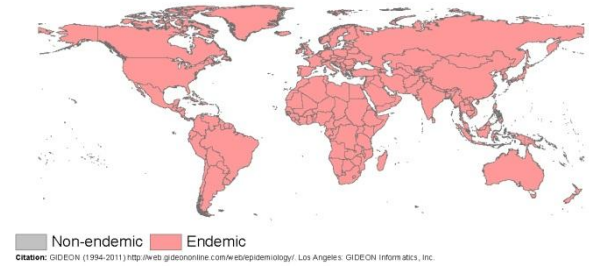 Non-endemic Endemic
Citation: GIDEON (1994-2011) http://web.gideononline.com/web/epidemiology/. Los Angeles: GIDEON Informatics, Inc.